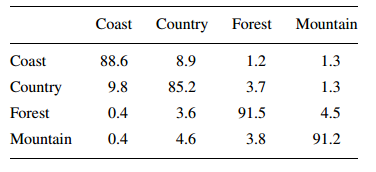 Coast Country Forest Mountain
Coast 88.6 8.9 1.2 1.3
Country 9.8 85.2 3.7 1.3
Forest 0.4 3.6 91.5 4.5
Mountain 0.4 4.6 3.8 91.2